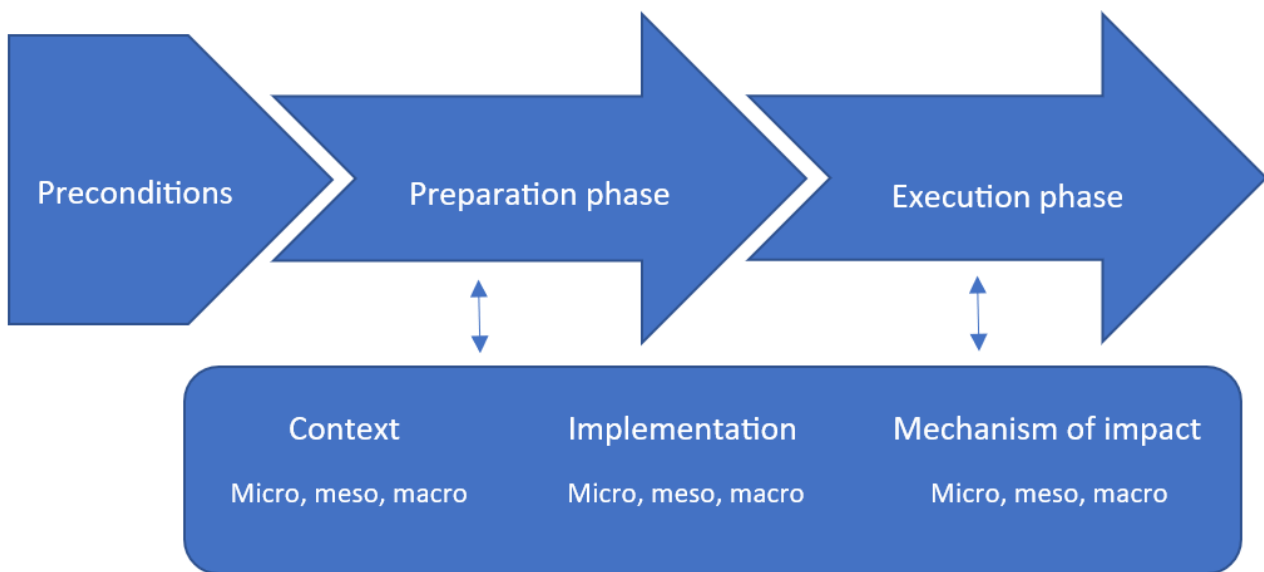 Preconditions
Preparation phase
Execution phase
Context
Implementation
Mechanism of impact
Micro, meso, macro
Micro, meso, macro
Micro, meso, macro